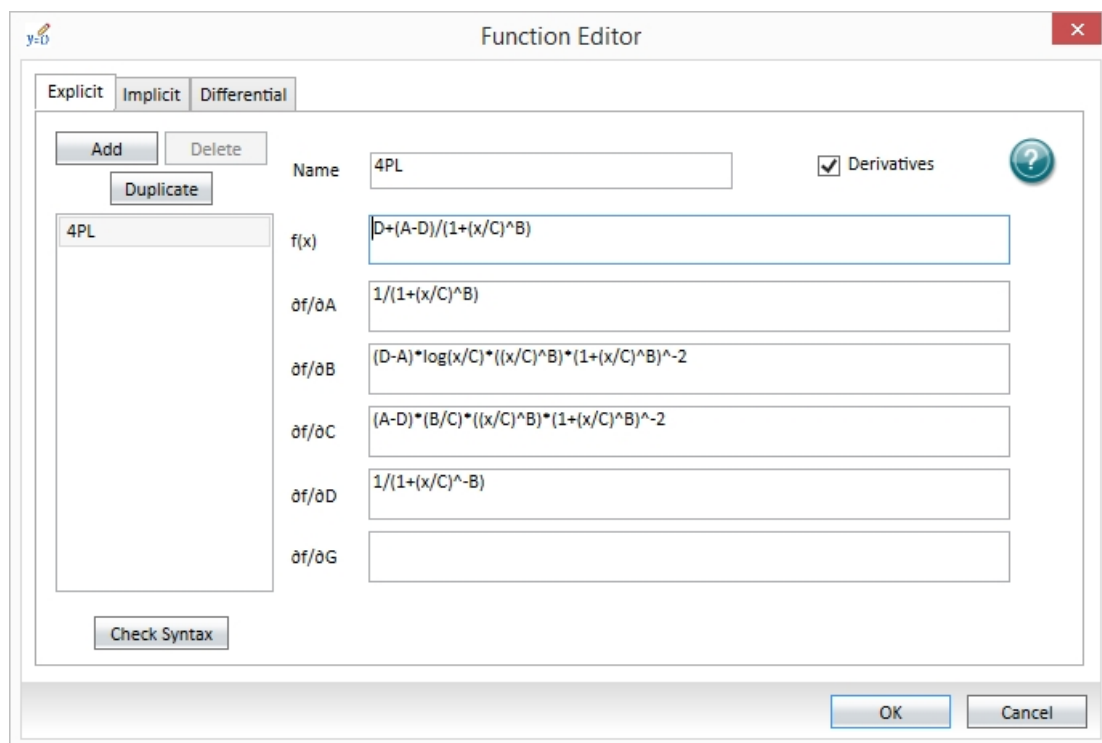 y=
Function Editor
Explicit Implicit Differential
Add Delete
Duplicate
4PL
Name 4PL
Derivatives
?
f(x) D+(A-D)/(1+(x/C)^B)
∂f/∂A 1/(1+(x/C)^B)
∂f/∂B (D-A)*log(x/C)*((x/C)^B)*(1+(x/C)^B)^-2
∂f/∂C (A-D)*(B/C)*((x/C)^B)*(1+(x/C)^B)^-2
∂f/∂D 1/(1+(x/C)^-B)
∂f/∂G
Check Syntax
OK Cancel